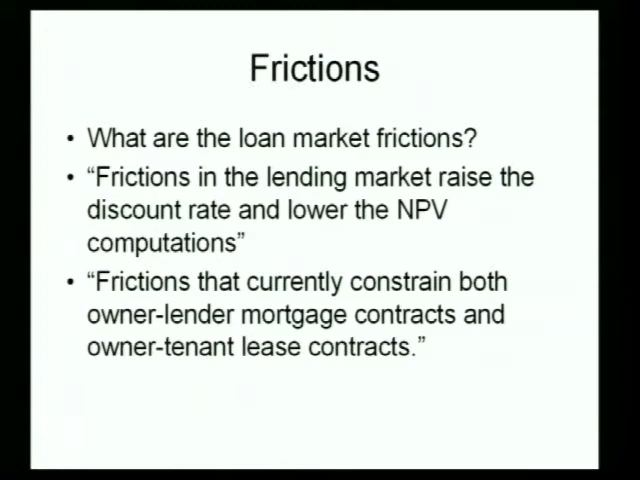 Frictions
• What are the loan market frictions?
• “Frictions in the lending market raise the
discount rate and lower the NPV
computations”
• “Frictions that currently constrain both
owner-lender mortgage contracts and
owner-tenant lease contracts.”